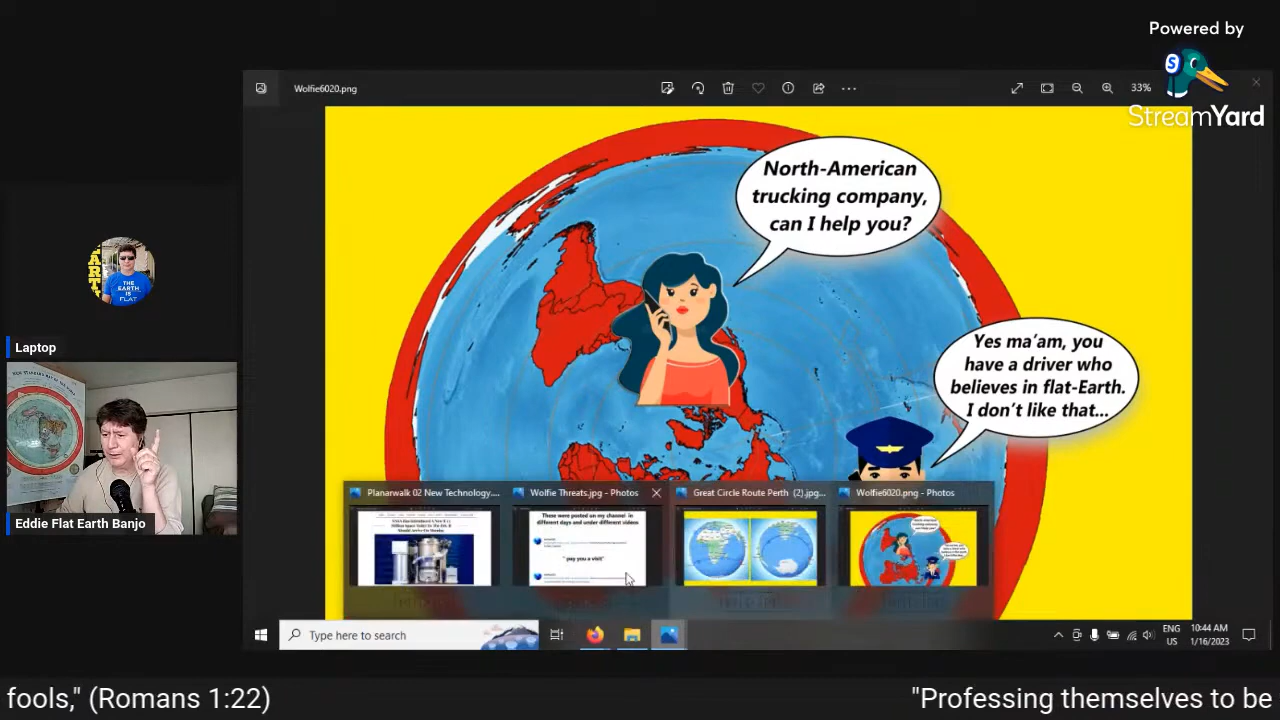 Powered by
StreamYard
Wolfie6020.png
33%
North-American
trucking company,
can I help you?
Yes ma'am, you
have a driver who
believes in flat-Earth.
I don't like that...
THE
EARTH
IS
FLAT
Laptop
Eddie Flat Earth Banjo
Planarwalk 02 New Technology....
Wolfie Threats.jpg - Photos
Great Circle Route Perth (2).jpg...
Wolfie6020.png - Photos
These were posted on my channel in
different days and under different videos
"pay you a visit"
Type here to search
ENG
US
10:44 AM
1/16/2023
fools," (Romans 1:22)
"Professing themselves to be